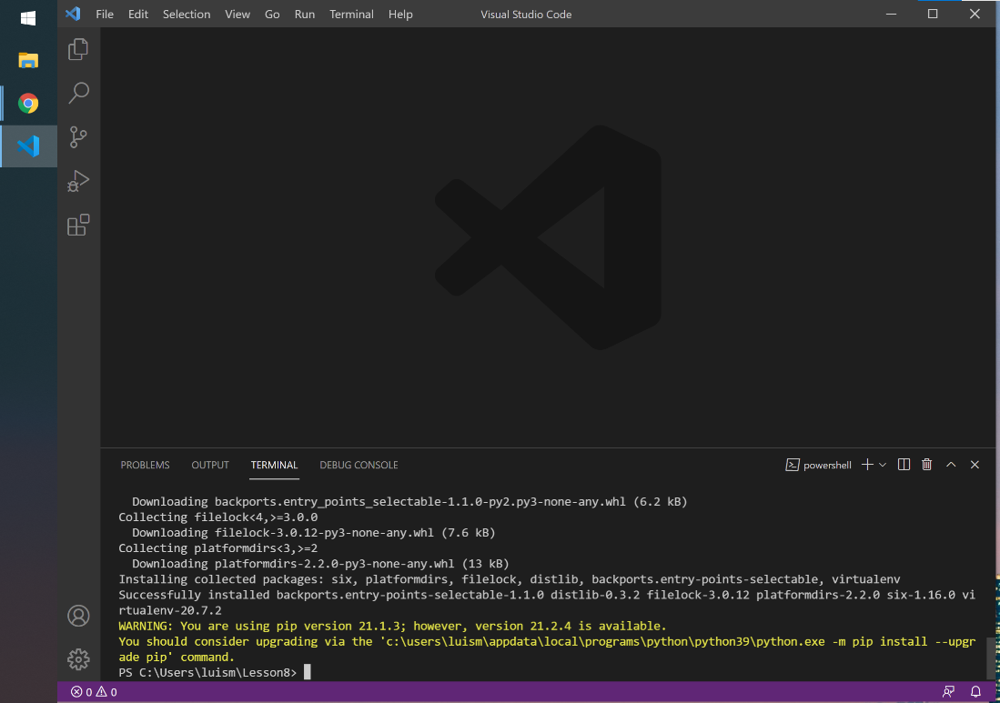 File Edit Selection View Go Run Terminal Help Visual Studio Code
PROBLEMS OUTPUT TERMINAL DEBUG CONSOLE powershell
Downloading backports.entry_points_selectable-1.1.0-py2.py3-none-any.whl (6.2 kB)
Collecting filelock<4,>=3.0.0
Downloading filelock-3.0.12-py3-none-any.whl (7.6 kB)
Collecting platformdirs<3,>=2
Downloading platformdirs-2.2.0-py3-none-any.whl (13 kB)
Installing collected packages: six, platformdirs, filelock, distlib, backports.entry-points-selectable, virtualenv
Successfully installed backports.entry-points-selectable-1.1.0 distlib-0.3.2 filelock-3.0.12 platformdirs-2.2.0 six-1.16.0 vi
rtualenv-20.7.2
WARNING: You are using pip version 21.1.3; however, version 21.2.4 is available.
You should consider upgrading via the 'c:\users\luism\appdata\local\programs\python\python39\python.exe -m pip install --upgr
ade pip' command.
PS C:\Users\luism\Lesson8>
0 0